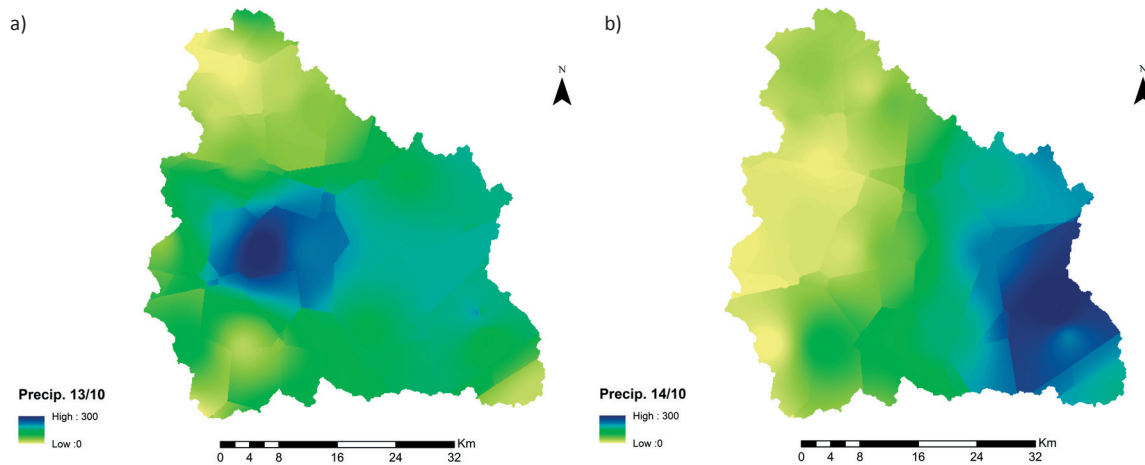 a)
N
Precip. 13/10
High : 300
Low :0
0 4 8 16 24 32
Km
b)
N
Precip. 14/10
High : 300
Low :0
0 4 8 16 24 32
Km